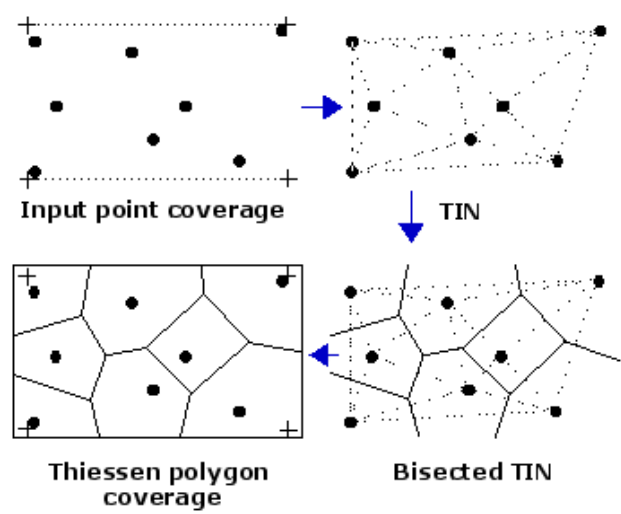 Input point coverage
TIN
Thiessen polygon
coverage
Bisected TIN